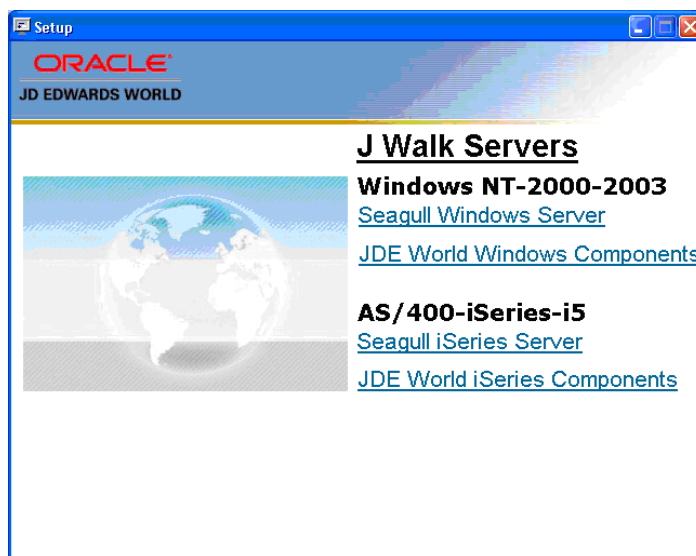 Setup
ORACLE
JD EDWARDS WORLD
J Walk Servers
Windows NT-2000-2003
Seagull Windows Server
JDE World Windows Components
AS/400-iSeries-i5
Seagull iSeries Server
JDE World iSeries Components